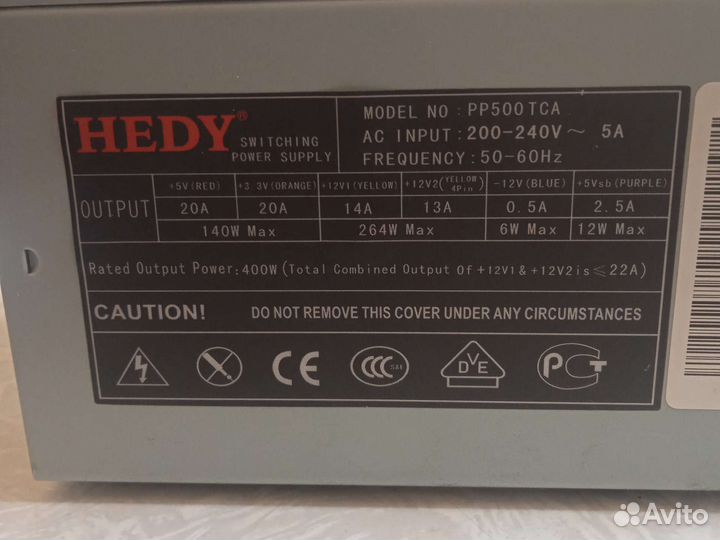 HEDY®
SWITCHING
POWER SUPPLY
MODEL NO : PP500TCA
AC INPUT: 200-240V ~ 5A
FREQUENCY: 50-60Hz
OUTPUT
+5V(RED) +3.3V(ORANGE) +12V1(YELLOW) +12V2(YELLOW 4Pin) -12V(BLUE) +5Vsb(PURPLE)
20A 20A 14A 13A 0.5A 2.5A
140W Max 264W Max 6W Max 12W Max
Rated Output Power: 400W (Total Combined Output Of +12V1 & +12V2 is ≤22A)
CAUTION! DO NOT REMOVE THIS COVER UNDER ANY CIRCUMSTANCES
CE CCC S&E DVE РСТ
Avito